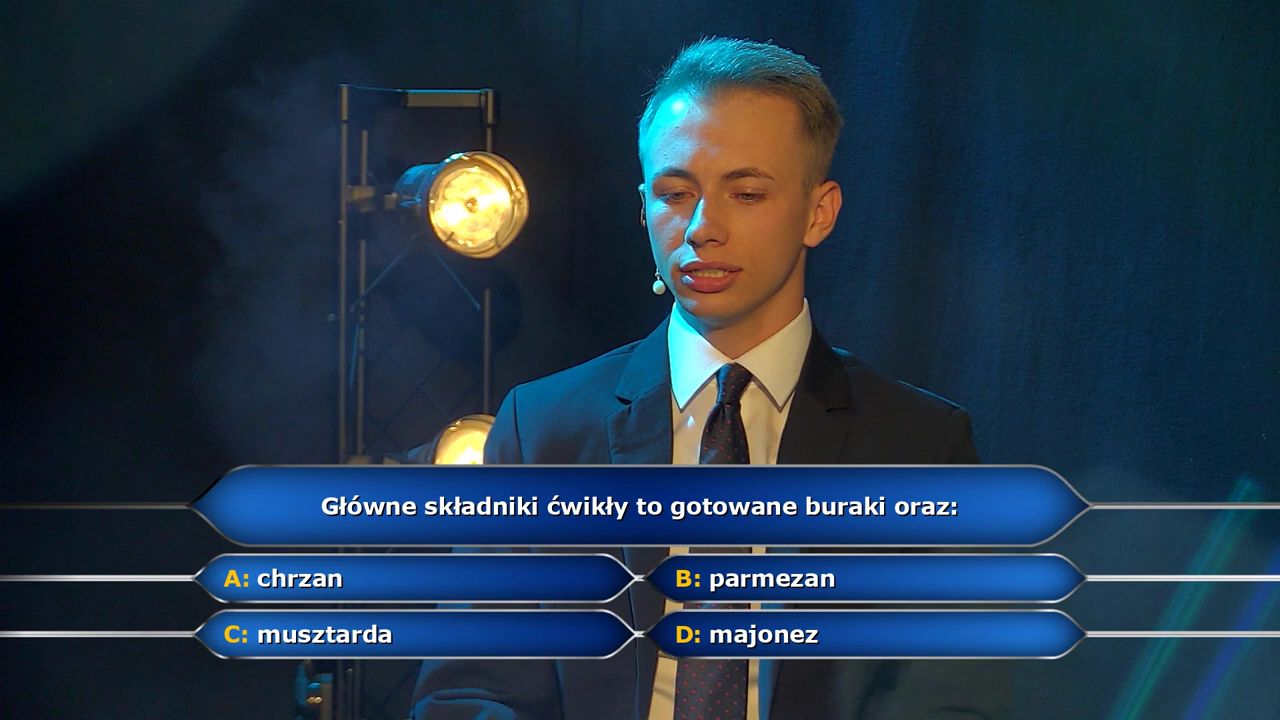 Główne składniki ćwikły to gotowane buraki oraz:
A: chrzan
B: parmezan
C: musztarda
D: majonez